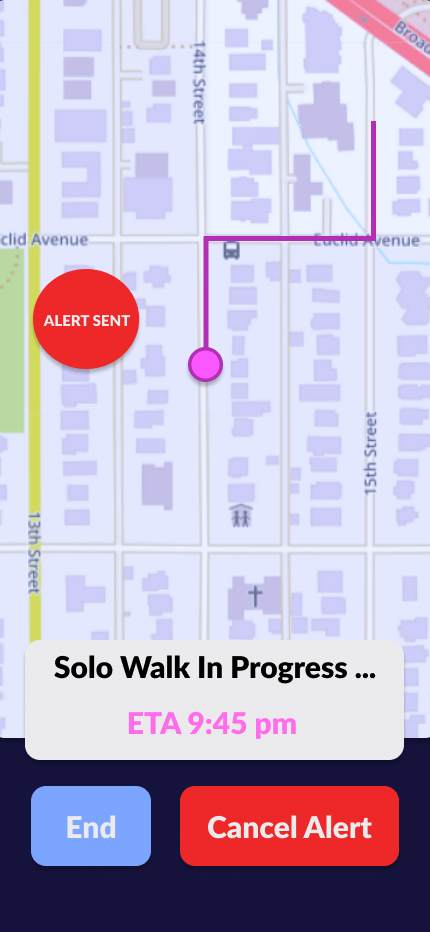 Broad
14th Street
clid Avenue
Euclid Avenue
ALERT SENT
15th Street
13th Street
Solo Walk In Progress ...
ETA 9:45 pm
End
Cancel Alert